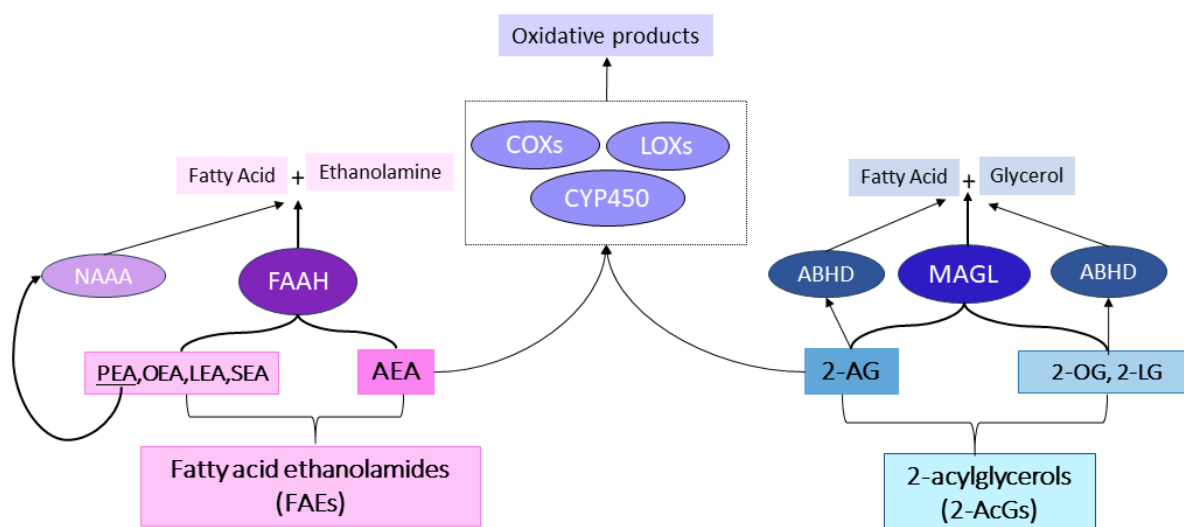 Oxidative products
COXs
LOXs
CYP450
Fatty Acid + Ethanolamine
Fatty Acid + Glycerol
NAAA
FAAH
ABHD
MAGL
ABHD
PEA,OEA,LEA,SEA
AEA
2-AG
2-OG, 2-LG
Fatty acid ethanolamides
(FAEs)
2-acylglycerols
(2-AcGs)